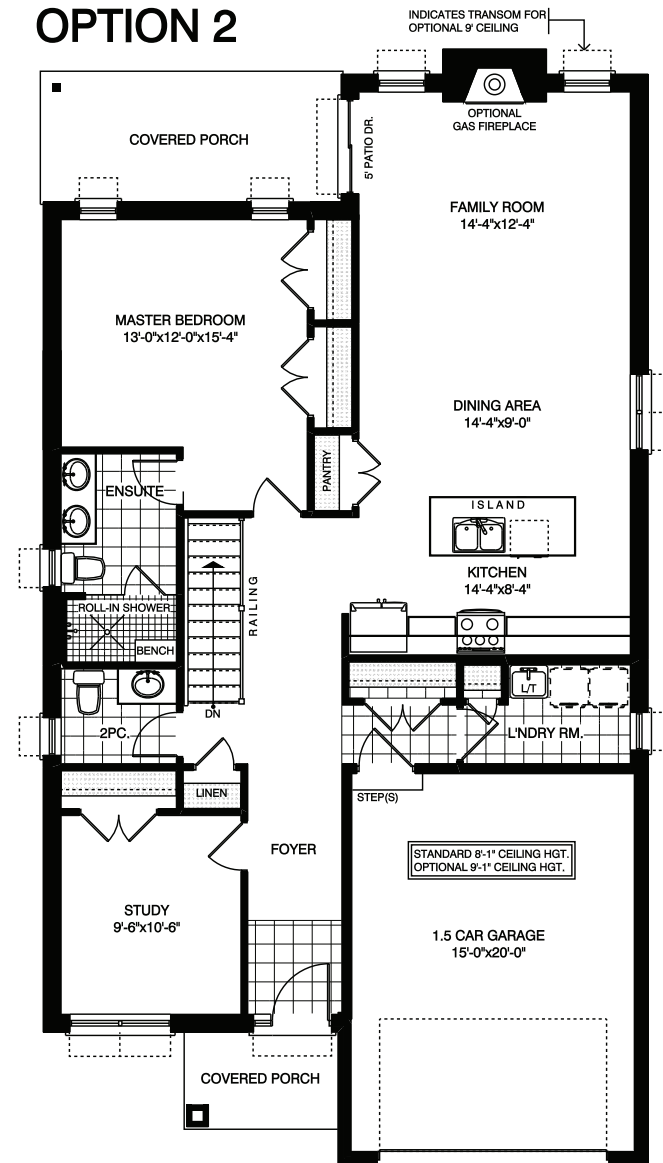 OPTION 2
INDICATES TRANSOM FOR
OPTIONAL 9' CEILING
OPTIONAL
GAS FIREPLACE
COVERED PORCH
5' PATIO DR.
FAMILY ROOM
14'-4"x12'-4"
MASTER BEDROOM
13'-0"x12'-0"x15'-4"
DINING AREA
14'-4"x9'-0"
PANTRY
ENSUITE
ISLAND
KITCHEN
14'-4"x8'-4"
RAILING
ROLL-IN SHOWER
BENCH
DN
2PC.
L/T
L'NDRY RM.
LINEN
STEP(S)
FOYER
STANDARD 8'-1" CEILING HGT.
OPTIONAL 9'-1" CEILING HGT.
STUDY
9'-6"x10'-6"
1.5 CAR GARAGE
15'-0"x20'-0"
COVERED PORCH